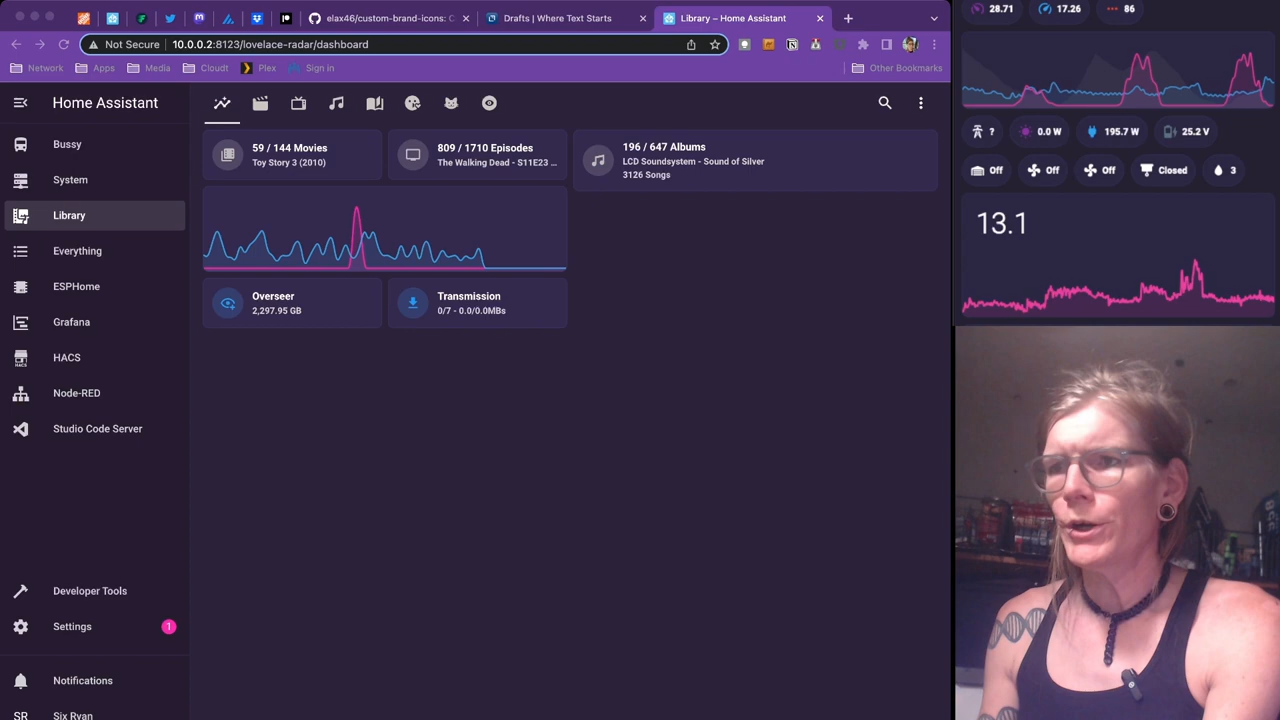 elax46/custom-brand-icons: C
Drafts | Where Text Starts
Library – Home Assistant
Not Secure
10.0.0.2:8123/lovelace-radar/dashboard
Network
Apps
Media
Cloudt
Plex
Sign in
Other Bookmarks
Home Assistant
Bussy
System
Library
Everything
ESPHome
Grafana
HACS
HACS
Node-RED
Studio Code Server
Developer Tools
Settings
1
Notifications
SR
Six Ryan
59 / 144 Movies
Toy Story 3 (2010)
809 / 1710 Episodes
The Walking Dead - S11E23 ...
196 / 647 Albums
LCD Soundsystem - Sound of Silver
3126 Songs
Overseer
2,297.95 GB
Transmission
0/7 - 0.0/0.0MBs
28.71
17.26
86
?
0.0 W
195.7 W
25.2 V
Off
Off
Off
Closed
3
13.1